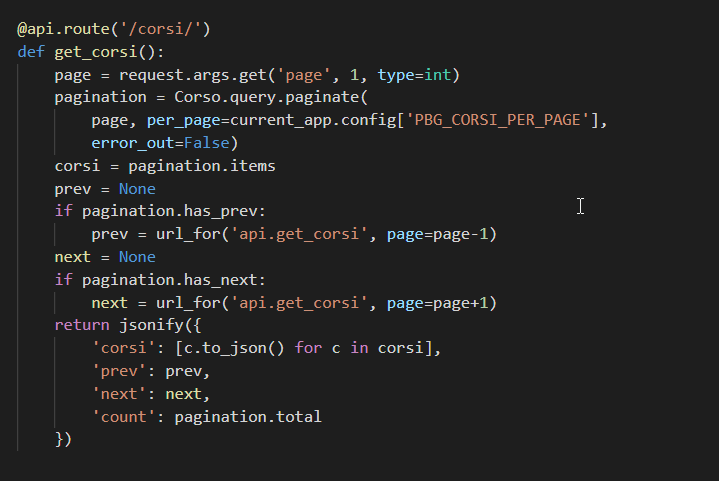 @api.route('/corsi/')
def get_corsi():
    page = request.args.get('page', 1, type=int)
    pagination = Corso.query.paginate(
        page, per_page=current_app.config['PBG_CORSI_PER_PAGE'],
        error_out=False)
    corsi = pagination.items
    prev = None
    if pagination.has_prev:
        prev = url_for('api.get_corsi', page=page-1)
    next = None
    if pagination.has_next:
        next = url_for('api.get_corsi', page=page+1)
    return jsonify({
        'corsi': [c.to_json() for c in corsi],
        'prev': prev,
        'next': next,
        'count': pagination.total
    })